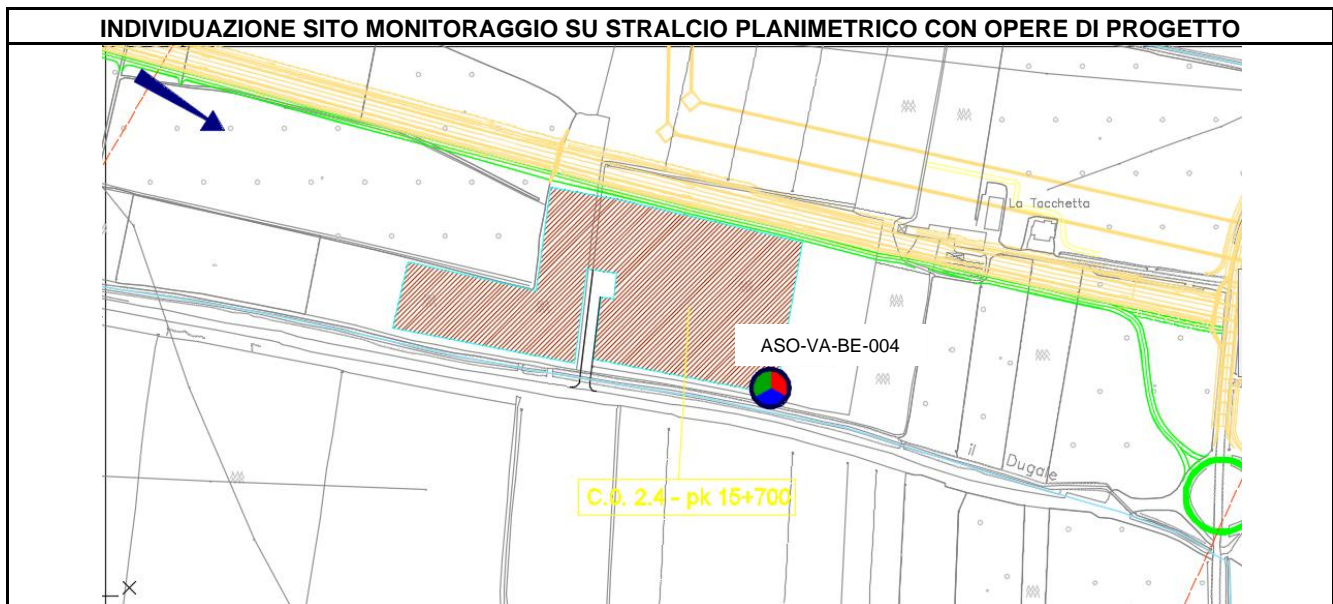 INDIVIDUAZIONE SITO MONITORAGGIO SU STRALCIO PLANIMETRICO CON OPERE DI PROGETTO
La Tacchetta
ASO-VA-BE-004
il Dugale
C.O. 2.4 - pk 15+700